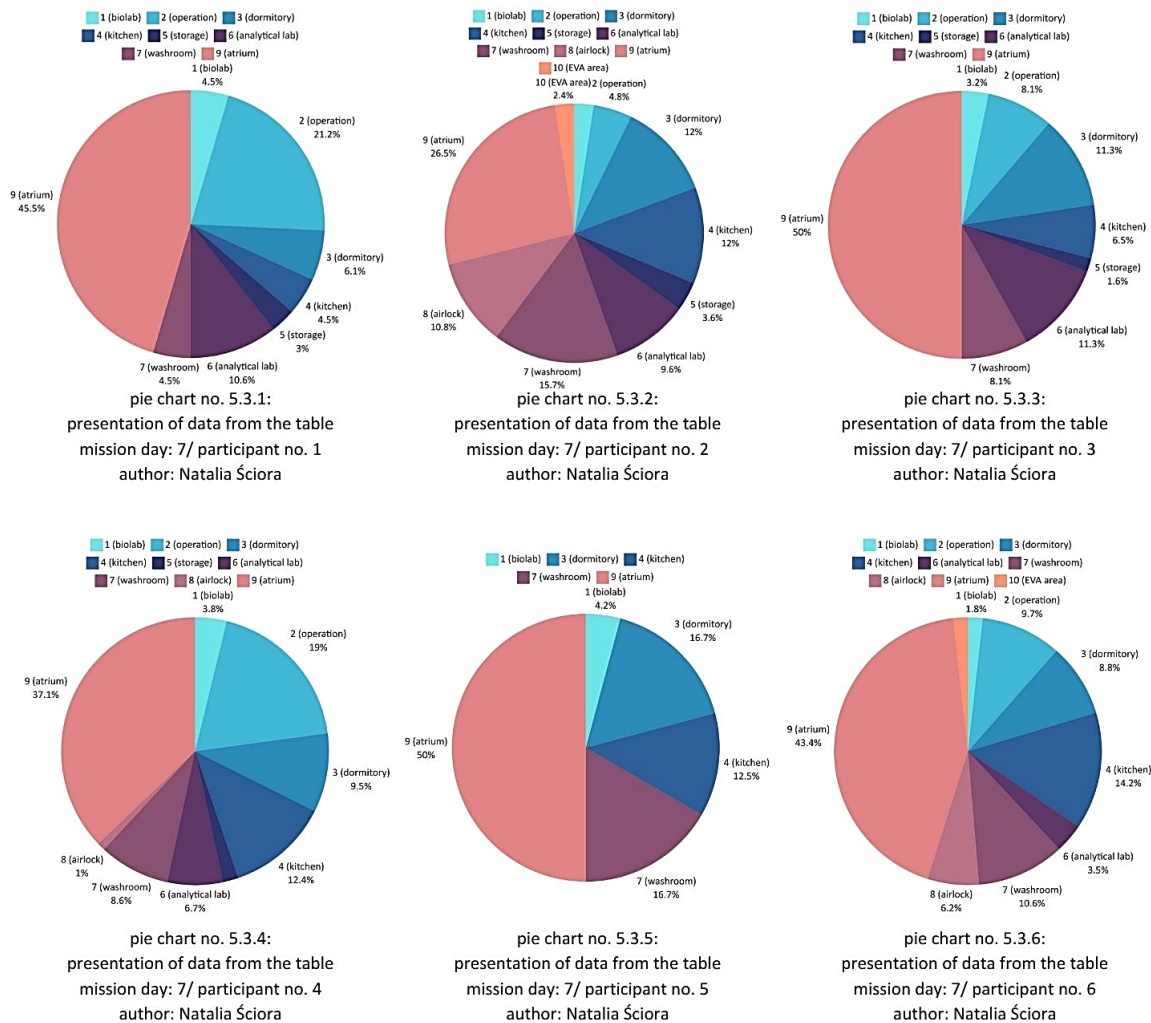 1 (biolab) 2 (operation) 3 (dormitory)
4 (kitchen) 5 (storage) 6 (analytical lab)
7 (washroom) 9 (atrium)
1 (biolab)
4.5%
2 (operation)
21.2%
3 (dormitory)
6.1%
4 (kitchen)
4.5%
5 (storage)
3%
6 (analytical lab)
10.6%
7 (washroom)
4.5%
9 (atrium)
45.5%
pie chart no. 5.3.1:
presentation of data from the table
mission day: 7/ participant no. 1
author: Natalia Ściora
1 (biolab) 2 (operation) 3 (dormitory)
4 (kitchen) 5 (storage) 6 (analytical lab)
7 (washroom) 8 (airlock) 9 (atrium)
10 (EVA area)
10 (EVA area)
2.4%
2 (operation)
4.8%
3 (dormitory)
12%
4 (kitchen)
12%
5 (storage)
3.6%
6 (analytical lab)
9.6%
7 (washroom)
15.7%
8 (airlock)
10.8%
9 (atrium)
26.5%
pie chart no. 5.3.2:
presentation of data from the table
mission day: 7/ participant no. 2
author: Natalia Ściora
1 (biolab) 2 (operation) 3 (dormitory)
4 (kitchen) 5 (storage) 6 (analytical lab)
7 (washroom) 9 (atrium)
1 (biolab)
3.2%
2 (operation)
8.1%
3 (dormitory)
11.3%
4 (kitchen)
6.5%
5 (storage)
1.6%
6 (analytical lab)
11.3%
7 (washroom)
8.1%
9 (atrium)
50%
pie chart no. 5.3.3:
presentation of data from the table
mission day: 7/ participant no. 3
author: Natalia Ściora
1 (biolab) 2 (operation) 3 (dormitory)
4 (kitchen) 5 (storage) 6 (analytical lab)
7 (washroom) 8 (airlock) 9 (atrium)
1 (biolab)
3.8%
2 (operation)
19%
3 (dormitory)
9.5%
4 (kitchen)
12.4%
6 (analytical lab)
6.7%
7 (washroom)
8.6%
8 (airlock)
1%
9 (atrium)
37.1%
pie chart no. 5.3.4:
presentation of data from the table
mission day: 7/ participant no. 4
author: Natalia Ściora
1 (biolab) 3 (dormitory) 4 (kitchen)
7 (washroom) 9 (atrium)
1 (biolab)
4.2%
3 (dormitory)
16.7%
4 (kitchen)
12.5%
7 (washroom)
16.7%
9 (atrium)
50%
pie chart no. 5.3.5:
presentation of data from the table
mission day: 7/ participant no. 5
author: Natalia Ściora
1 (biolab) 2 (operation) 3 (dormitory)
4 (kitchen) 6 (analytical lab) 7 (washroom)
8 (airlock) 9 (atrium) 10 (EVA area)
1 (biolab)
1.8%
2 (operation)
9.7%
3 (dormitory)
8.8%
4 (kitchen)
14.2%
6 (analytical lab)
3.5%
7 (washroom)
10.6%
8 (airlock)
6.2%
9 (atrium)
43.4%
pie chart no. 5.3.6:
presentation of data from the table
mission day: 7/ participant no. 6
author: Natalia Ściora